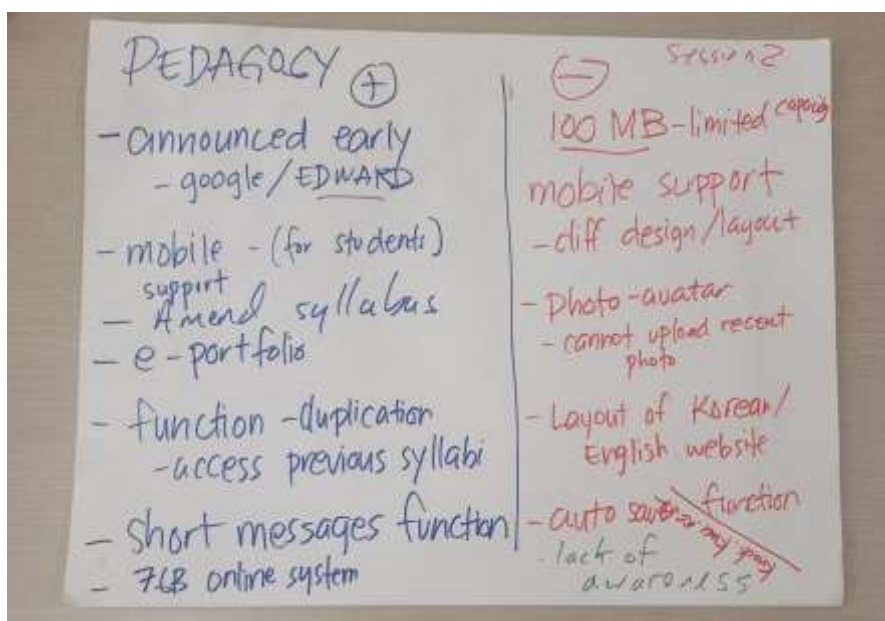 PEDAGOGY +
- announced early
- google/EDWARD
- mobile - (for students)
support
- Amend syllabus
- e-portfolio
- function - duplication
- access previous syllabi
- Short messages function
- 7GB online system
Session 2
-
100 MB - limited capacity
mobile support
- diff design/layout
- Photo-avatar
- cannot upload recent
photo
- Layout of Korean/
English website
- auto save function
- lack of
awareness